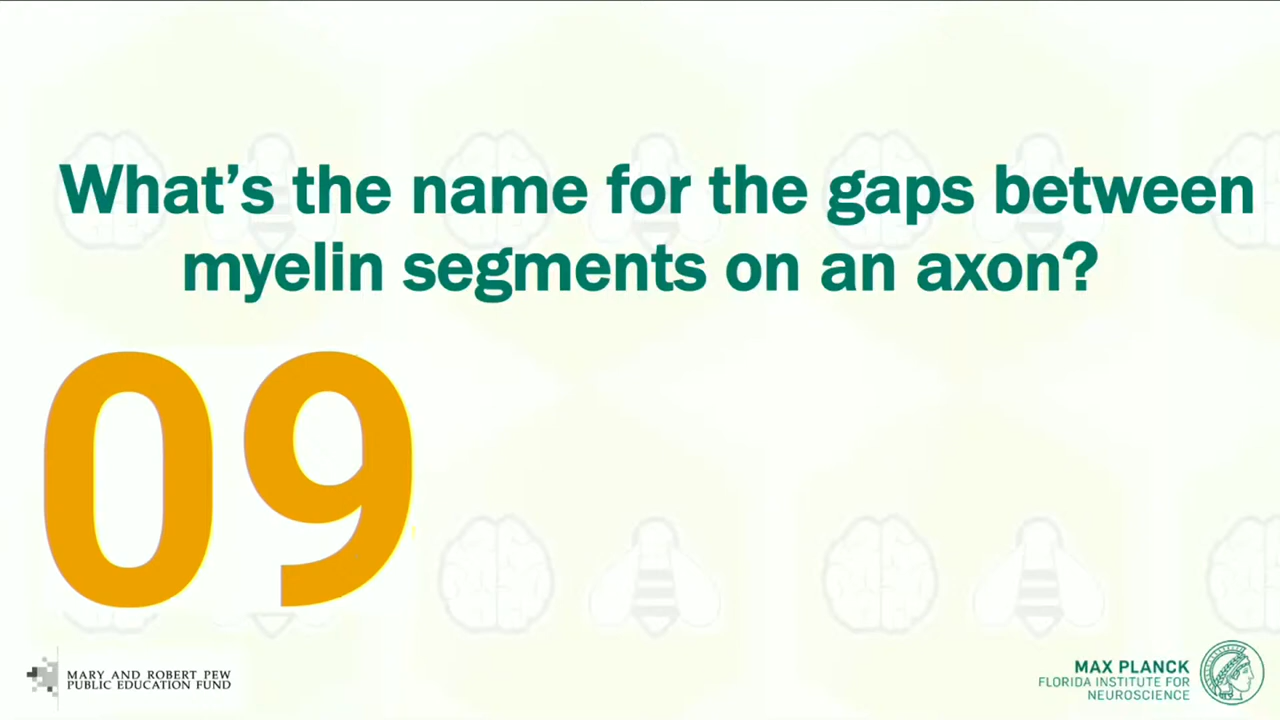 What's the name for the gaps between
myelin segments on an axon?
09
MARY AND ROBERT PEW
PUBLIC EDUCATION FUND
MAX PLANCK
FLORIDA INSTITUTE FOR
NEUROSCIENCE